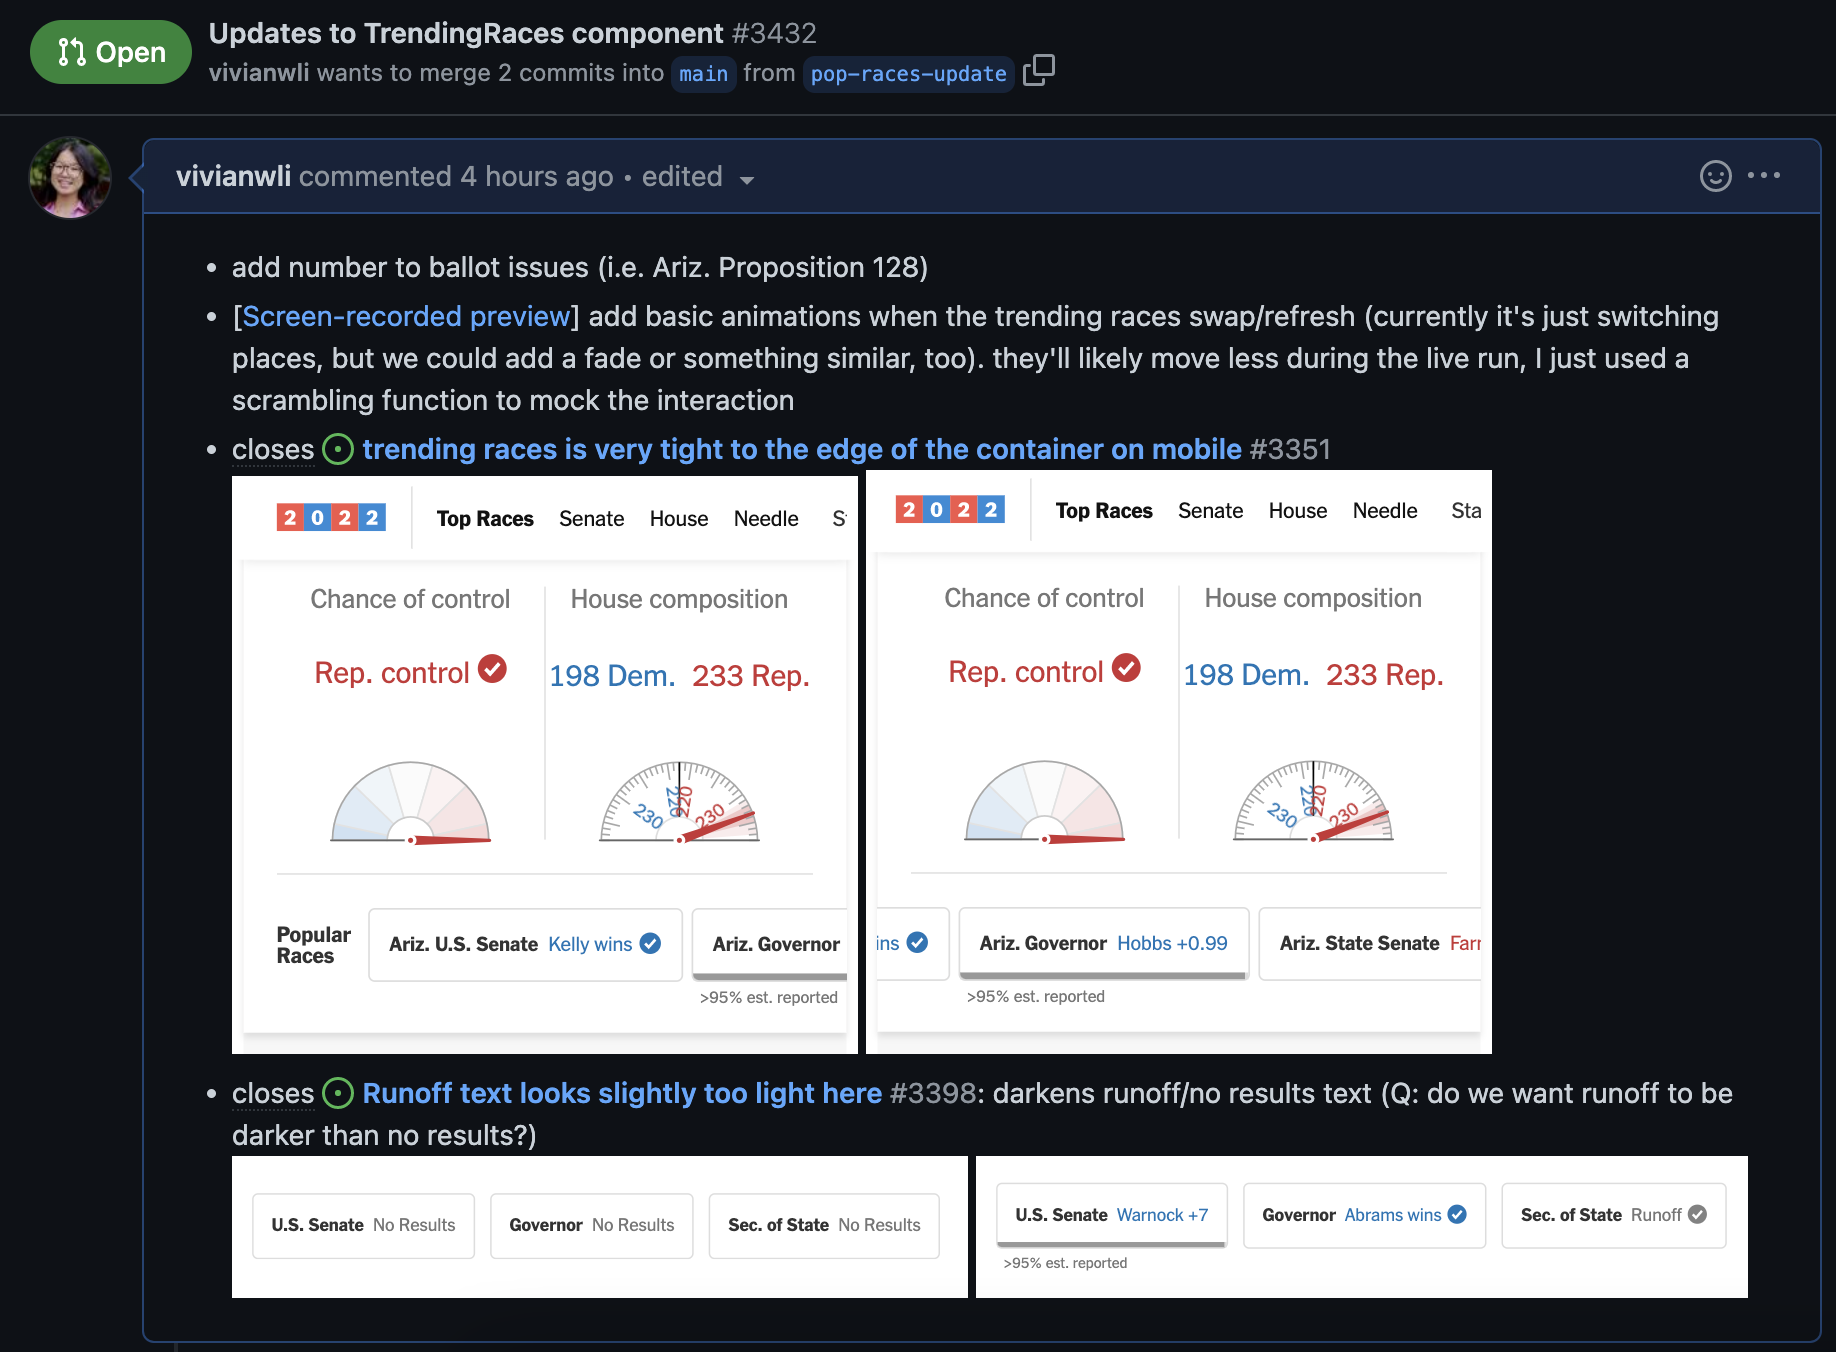 Open
Updates to TrendingRaces component #3432
vivianwli wants to merge 2 commits into main from pop-races-update
vivianwli commented 4 hours ago • edited
• add number to ballot issues (i.e. Ariz. Proposition 128)
• [Screen-recorded preview] add basic animations when the trending races swap/refresh (currently it's just switching
places, but we could add a fade or something similar, too). they'll likely move less during the live run, I just used a
scrambling function to mock the interaction
• closes trending races is very tight to the edge of the container on mobile #3351
2022
Top Races Senate House Needle S
Chance of control House composition
Rep. control 198 Dem. 233 Rep.
230 220 220 230
Popular
Races
Ariz. U.S. Senate Kelly wins Ariz. Governor
>95% est. reported
2022
Top Races Senate House Needle Sta
Chance of control House composition
Rep. control 198 Dem. 233 Rep.
230 220 220 230
ins Ariz. Governor Hobbs +0.99 Ariz. State Senate Farr
>95% est. reported
• closes Runoff text looks slightly too light here #3398: darkens runoff/no results text (Q: do we want runoff to be
darker than no results?)
U.S. Senate No Results Governor No Results Sec. of State No Results
U.S. Senate Warnock +7 Governor Abrams wins Sec. of State Runoff
>95% est. reported